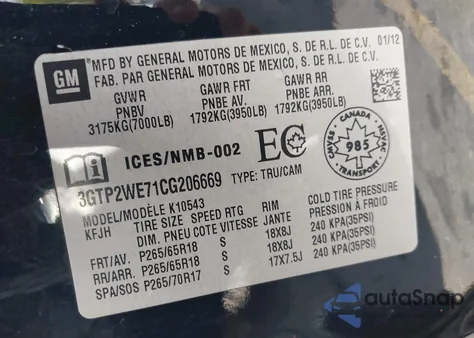 GM
MFD BY GENERAL MOTORS DE MEXICO, S. DE R.L. DE C.V. 01/12
FAB. PAR GENERAL MOTORS DE MEXICO, S. DE R.L. DE C.V.
GVWR GAWR FRT GAWR RR
PNBV PNBE AV. PNBE AR.
3175KG(7000LB) 1792KG(3950LB) 1792KG(3950LB)
i ICES/NMB-002 EC
CMVSS CANADA NSVAC
985
TRANSPORT
3GTP2WE71CG206669 TYPE: TRU/CAM
MODEL/MODÈLE K10543
KFJH TIRE SIZE SPEED RTG RIM COLD TIRE PRESSURE
DIM. PNEU COTE VITESSE JANTE PRESSION A FROID
FRT/AV. P265/65R18 S 18X8J 240 KPA(35PSI)
RR/ARR. P265/65R18 S 18X8J 240 KPA(35PSI)
SPA/SOS P265/70R17 S 17X7.5J 240 KPA(35PSI)
autoSnap